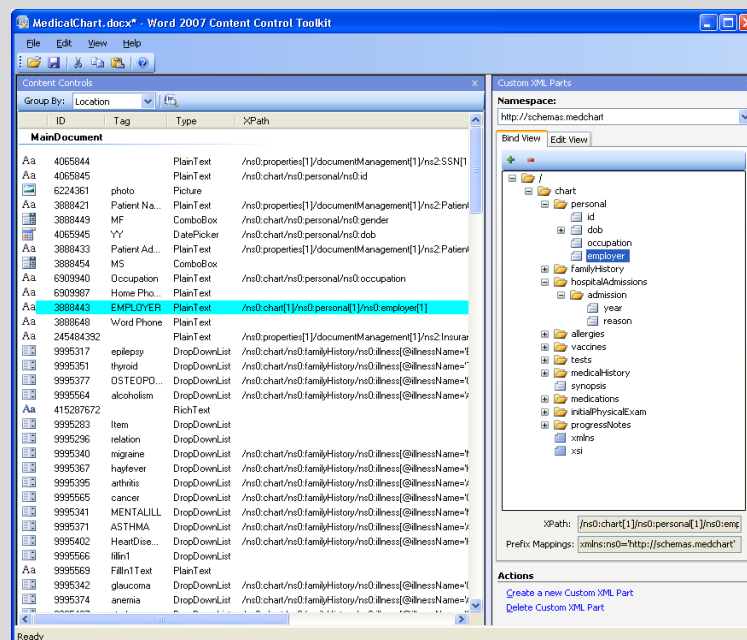 MedicalChart.docx* - Word 2007 Content Control Toolkit
File Edit View Help
Content Controls x
Group By: Location
ID Tag Type XPath
MainDocument
Aa 4065844 PlainText /ns0:properties[1]/documentManagement[1]/ns2:SSN[1
Aa 4065845 PlainText /ns0:chart/ns0:personal/ns0:id
6224361 photo Picture
Aa 3888421 Patient Na... PlainText /ns0:properties[1]/documentManagement[1]/ns2:Patien
3888449 MF ComboBox /ns0:chart/ns0:personal/ns0:gender
4065945 YY DatePicker /ns0:chart/ns0:personal/ns0:dob
Aa 3888433 Patient Ad... PlainText /ns0:properties[1]/documentManagement[1]/ns2:Patien
3888454 MS ComboBox
Aa 6909940 Occupation PlainText /ns0:chart/ns0:personal/ns0:occupation
Aa 6909987 Home Pho... PlainText
Aa 3888443 EMPLOYER PlainText /ns0:chart[1]/ns0:personal[1]/ns0:employer[1]
Aa 3888648 Word Phone PlainText
Aa 245484392 PlainText /ns0:properties[1]/documentManagement[1]/ns2:Insurar
9995317 epilepsy DropDownList /ns0:chart/ns0:familyHistory/ns0:illness[@illnessName='E
9995351 thyroid DropDownList /ns0:chart/ns0:familyHistory/ns0:illness[@illnessName='T
9995377 OSTEOPO... DropDownList /ns0:chart/ns0:familyHistory/ns0:illness[@illnessName='O
9995564 alcoholism DropDownList /ns0:chart/ns0:familyHistory/ns0:illness[@illnessName='A
Aa 415287672 RichText
9995283 Item DropDownList
9995296 relation DropDownList
9995340 migraine DropDownList /ns0:chart/ns0:familyHistory/ns0:illness[@illnessName='M
9995367 hayfever DropDownList /ns0:chart/ns0:familyHistory/ns0:illness[@illnessName='H
9995395 arthritis DropDownList /ns0:chart/ns0:familyHistory/ns0:illness[@illnessName='A
9995565 cancer DropDownList /ns0:chart/ns0:familyHistory/ns0:illness[@illnessName='C
9995341 MENTALILL DropDownList /ns0:chart/ns0:familyHistory/ns0:illness[@illnessName='M
9995371 ASTHMA DropDownList /ns0:chart/ns0:familyHistory/ns0:illness[@illnessName='A
9995402 HeartDise... DropDownList /ns0:chart/ns0:familyHistory/ns0:illness[@illnessName='H
9995566 fillin1 DropDownList
Aa 9995569 FillIn1Text PlainText
9995342 glaucoma DropDownList /ns0:chart/ns0:familyHistory/ns0:illness[@illnessName='G
9995374 anemia DropDownList /ns0:chart/ns0:familyHistory/ns0:illness[@illnessName='A
Ready
Custom XML Parts
Namespace:
http://schemas.medchart
Bind View Edit View
/
chart
personal
id
dob
occupation
employer
familyHistory
hospitalAdmissions
admission
year
reason
allergies
vaccines
tests
medicalHistory
synopsis
medications
initialPhysicalExam
progressNotes
xmlns
xsi
XPath: /ns0:chart[1]/ns0:personal[1]/ns0:emp
Prefix Mappings: xmlns:ns0='http://schemas.medchart'
Actions
Create a new Custom XML Part
Delete Custom XML Part